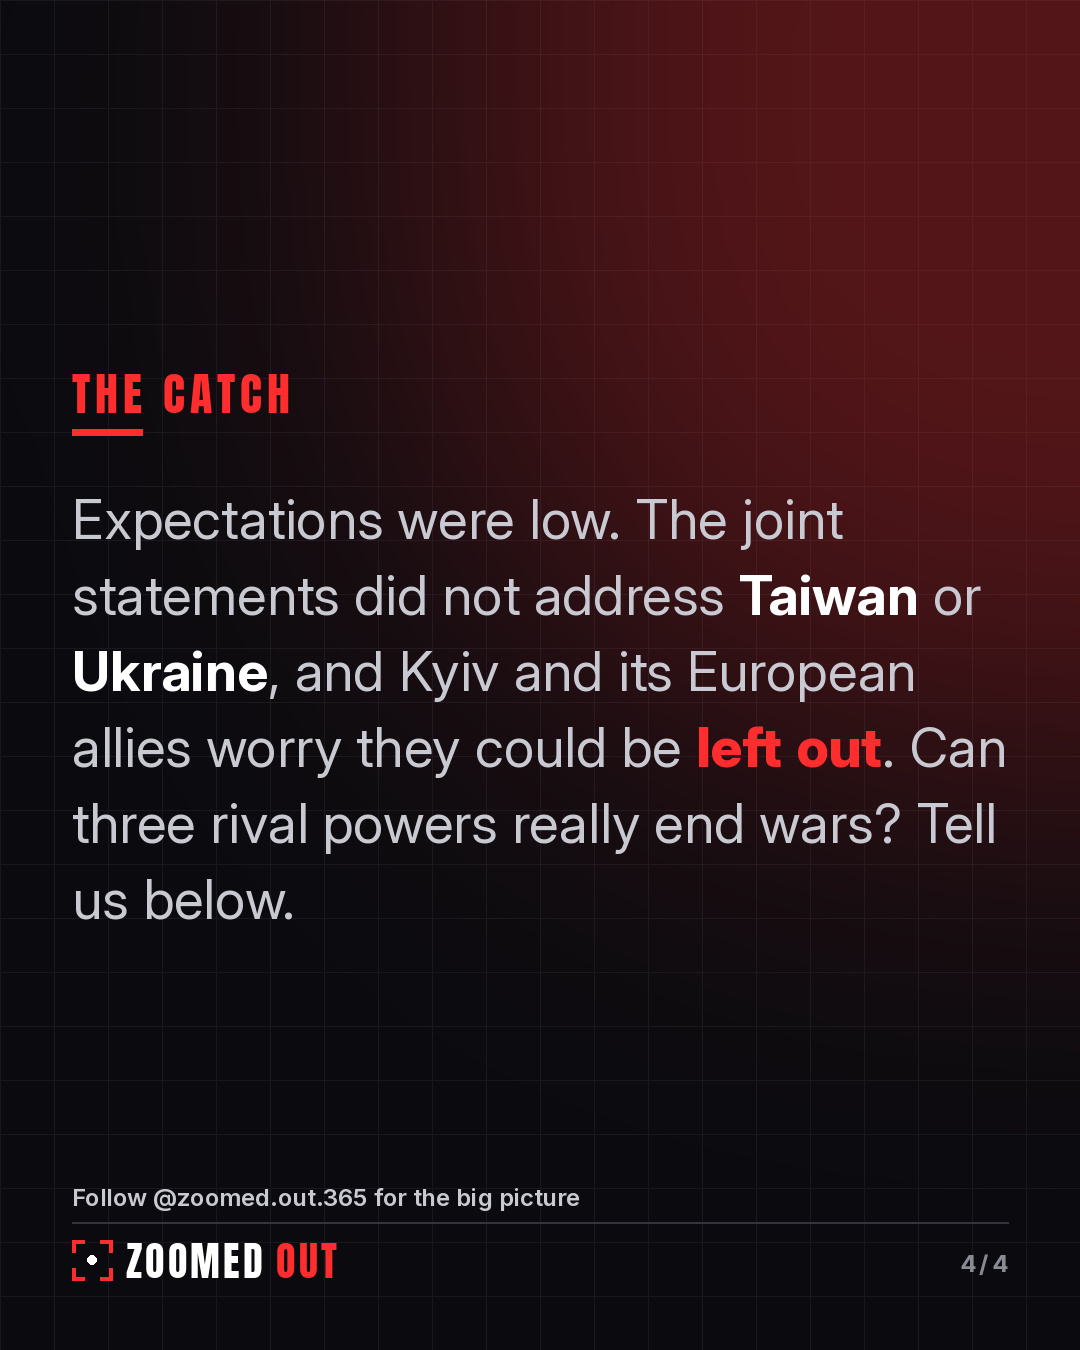 THE CATCH
Expectations were low. The joint
statements did not address Taiwan or
Ukraine, and Kyiv and its European
allies worry they could be left out. Can
three rival powers really end wars? Tell
us below.
Follow @zoomed.out.365 for the big picture
ZOOMED OUT
4/4